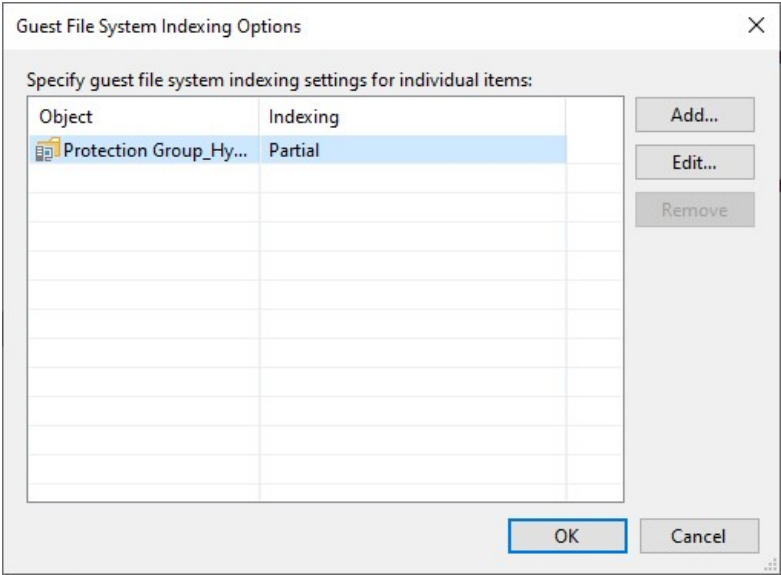 Guest File System Indexing Options
Specify guest file system indexing settings for individual items:
Object Indexing
Protection Group_Hy... Partial
Add...
Edit...
Remove
OK Cancel